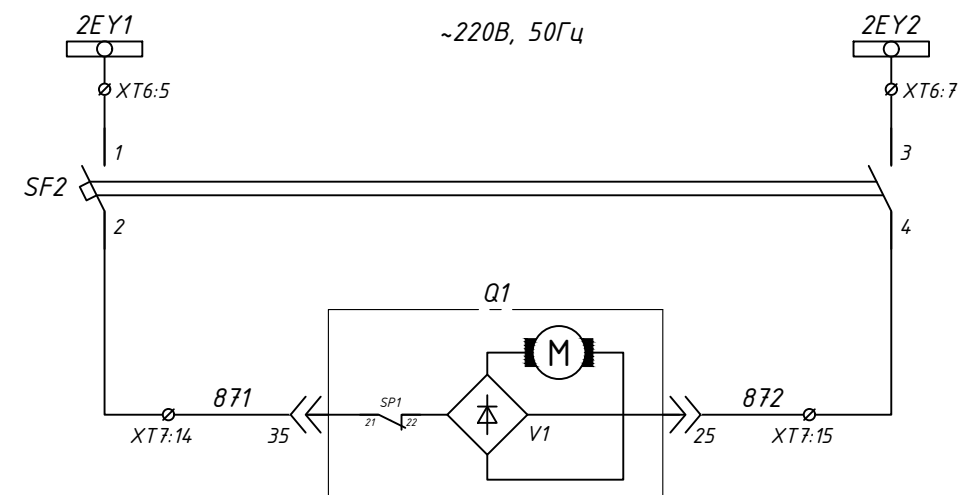 2EY1
~220В, 50Гц
2EY2
XT6:5
XT6:7
1
3
SF2
2
4
Q1
M
871
SP1
872
21
22
V1
XT7:14
35
25
XT7:15